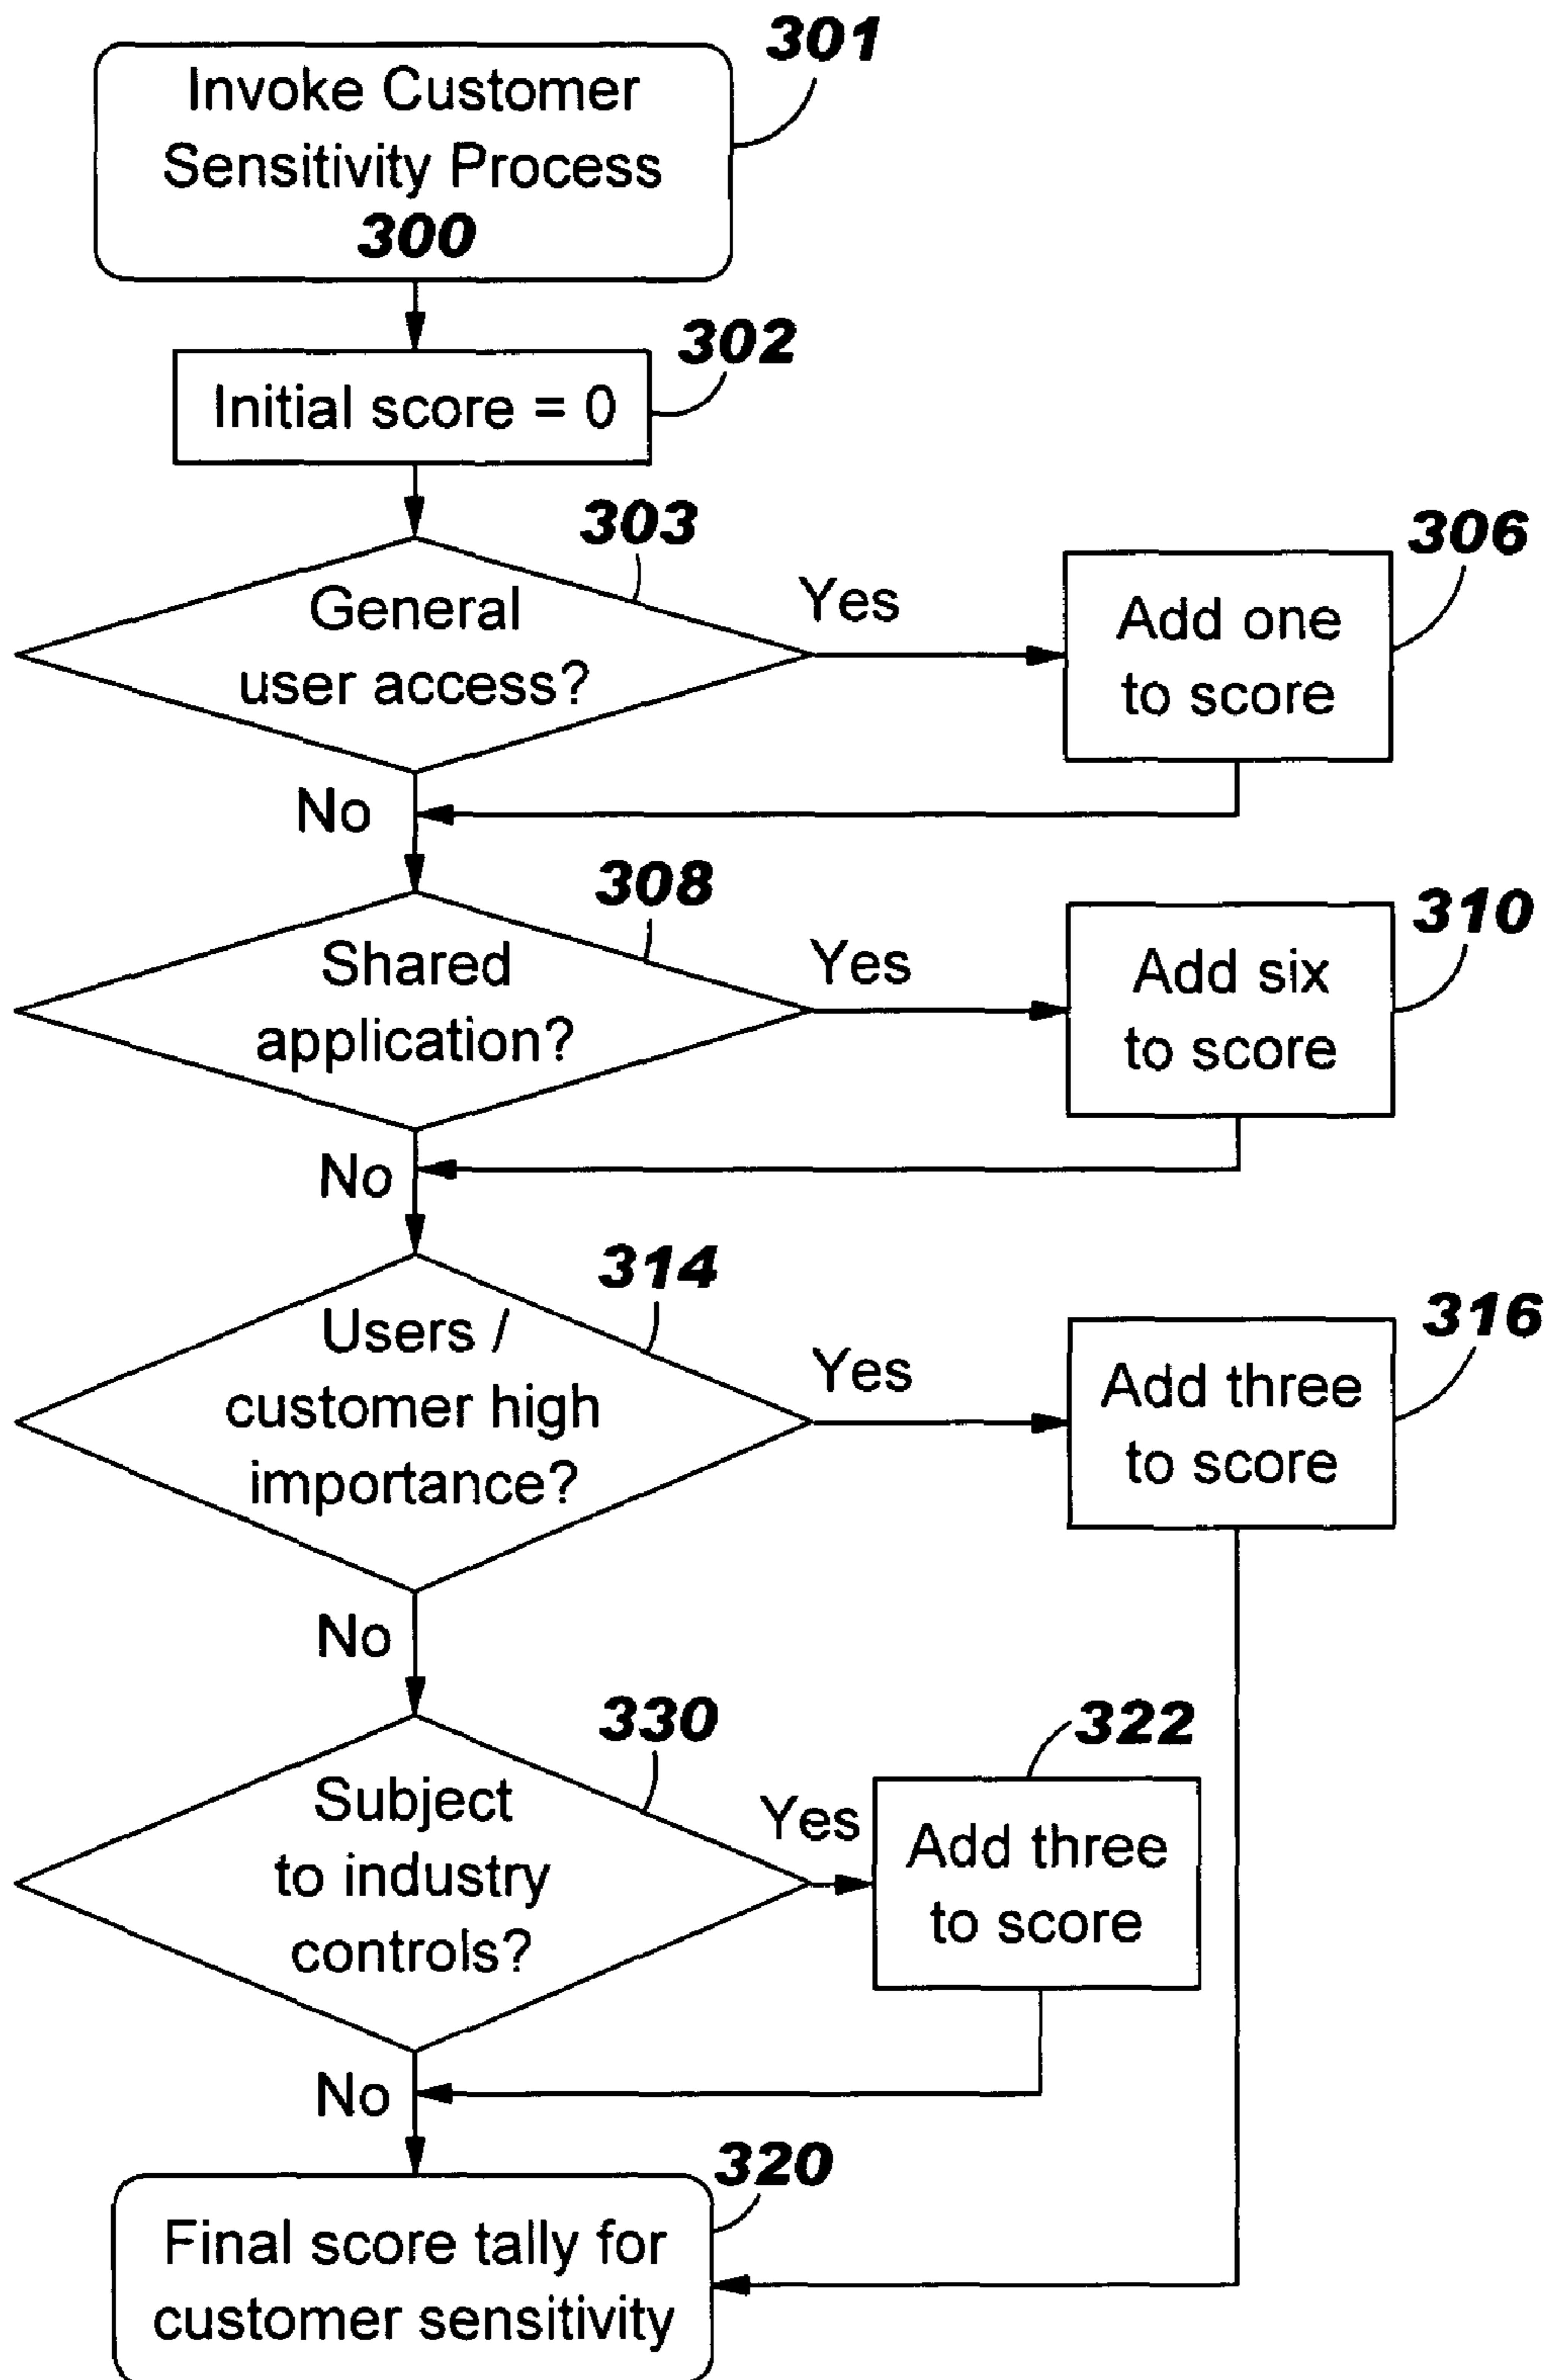 301
Invoke Customer
Sensitivity Process
300
302
Initial score = 0
303
General
user access?
Yes
306
Add one
to score
No
308
Shared
application?
Yes
310
Add six
to score
No
314
Users /
customer high
importance?
Yes
316
Add three
to score
No
330
Subject
to industry
controls?
Yes
322
Add three
to score
No
320
Final score tally for
customer sensitivity